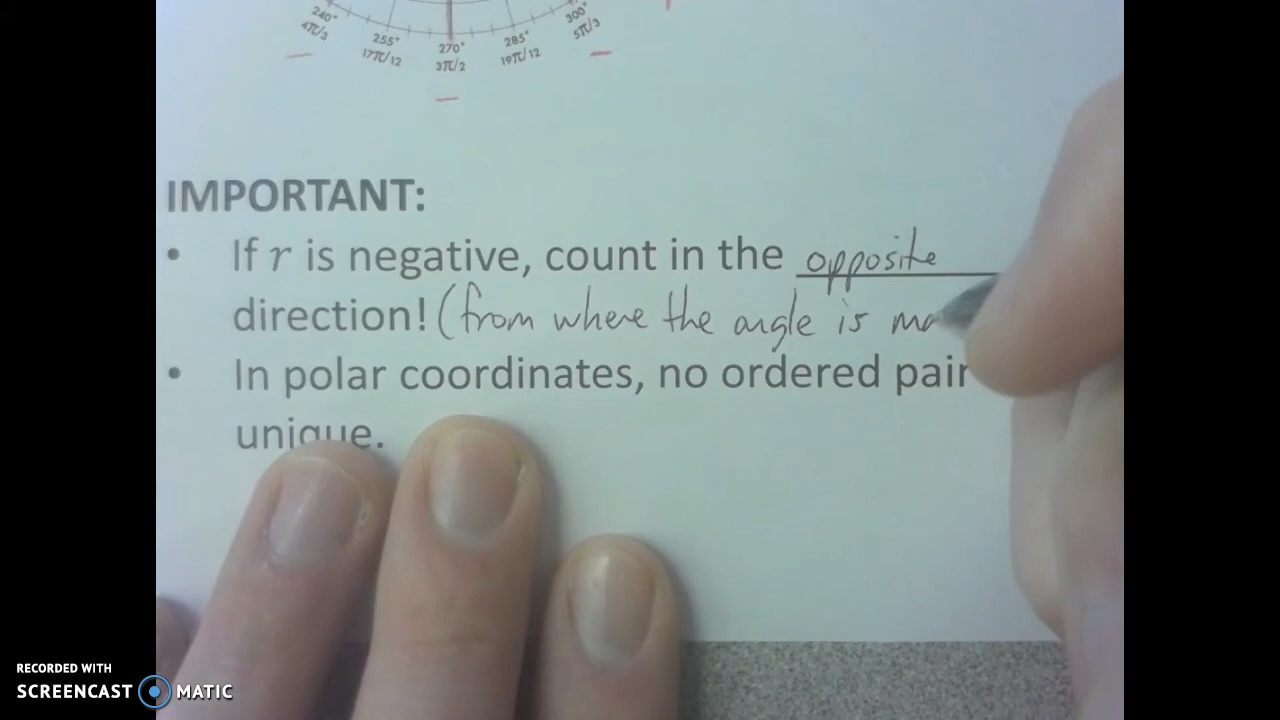 240° 255° 270° 285° 300°
4π/3 17π/12 3π/2 19π/12 5π/3
IMPORTANT:
• If r is negative, count in the opposite
direction! (from where the angle is
• In polar coordinates, no ordered pair
unique.
RECORDED WITH
SCREENCAST MATIC